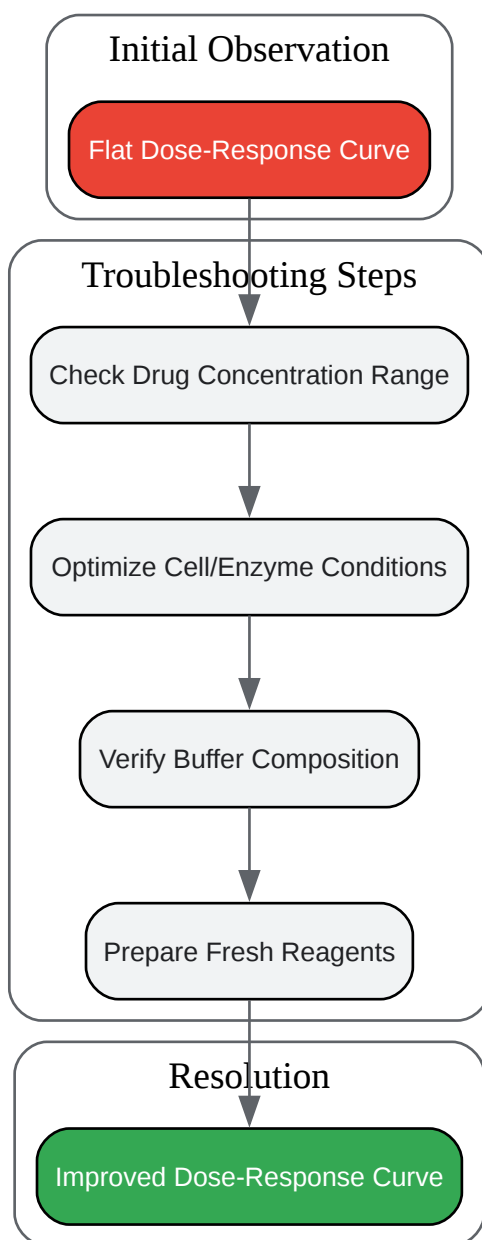 Initial Observation
Flat Dose-Response Curve
Troubleshooting Steps
Check Drug Concentration Range
Optimize Cell/Enzyme Conditions
Verify Buffer Composition
Prepare Fresh Reagents
Resolution
Improved Dose-Response Curve